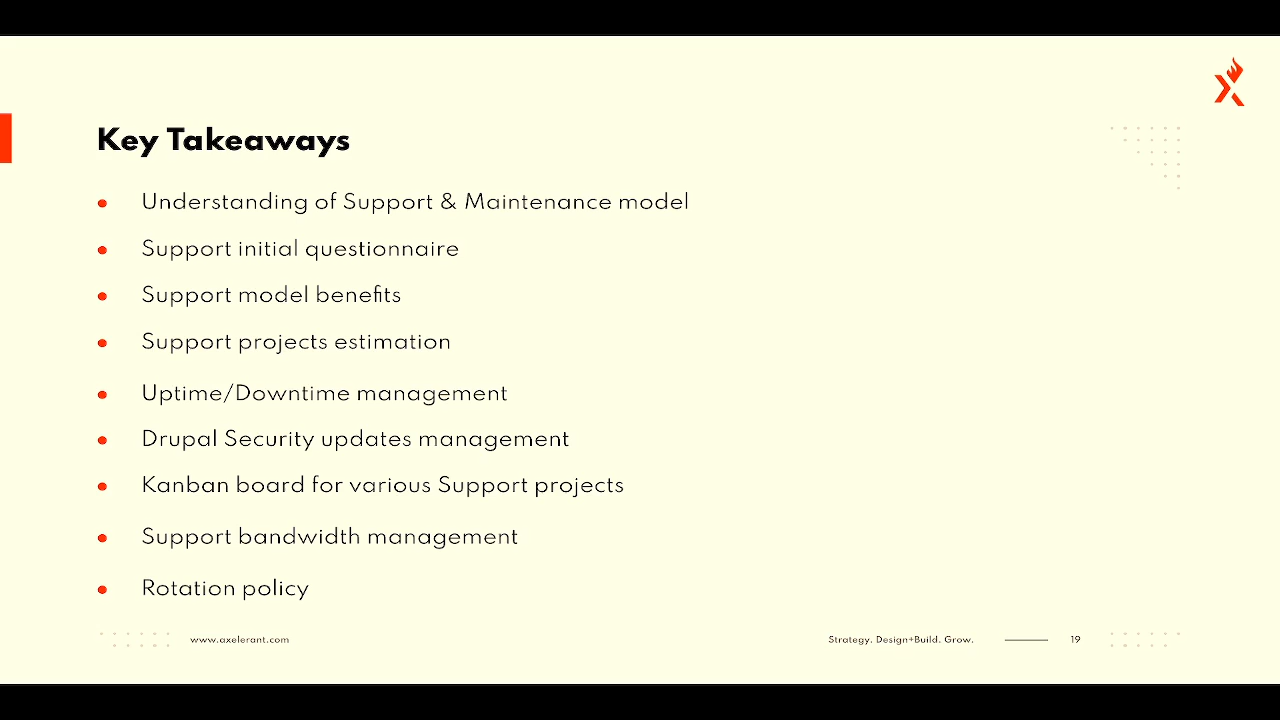 Key Takeaways
Understanding of Support & Maintenance model
Support initial questionnaire
Support model benefits
Support projects estimation
Uptime/Downtime management
Drupal Security updates management
Kanban board for various Support projects
Support bandwidth management
Rotation policy
www.axelerant.com
Strategy. Design+Build. Grow.
19